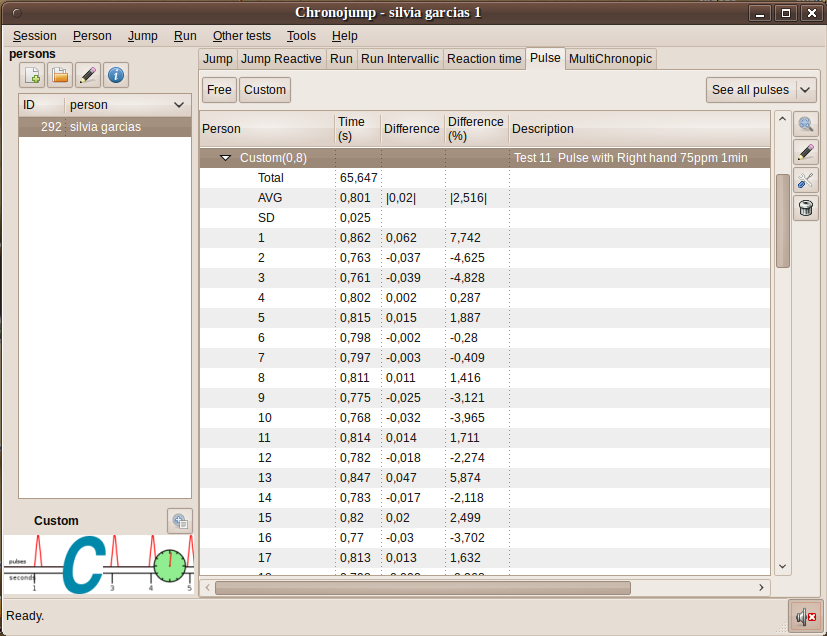 Chronojump - silvia garcias 1
Session Person Jump Run Other tests Tools Help
persons
ID person
292 silvia garcias
Jump Jump Reactive Run Run Intervallic Reaction time Pulse MultiChronopic
Free Custom See all pulses
Person Time (s) Difference Difference (%) Description
Custom(0,8) Test 11 Pulse with Right hand 75ppm 1min
Total 65,647
AVG 0,801 |0,02| |2,516|
SD 0,025
1 0,862 0,062 7,742
2 0,763 -0,037 -4,625
3 0,761 -0,039 -4,828
4 0,802 0,002 0,287
5 0,815 0,015 1,887
6 0,798 -0,002 -0,28
7 0,797 -0,003 -0,409
8 0,811 0,011 1,416
9 0,775 -0,025 -3,121
10 0,768 -0,032 -3,965
11 0,814 0,014 1,711
12 0,782 -0,018 -2,274
13 0,847 0,047 5,874
14 0,783 -0,017 -2,118
15 0,82 0,02 2,499
16 0,77 -0,03 -3,702
17 0,813 0,013 1,632
Custom
pulses
seconds
1 3 4 5
C
Ready.